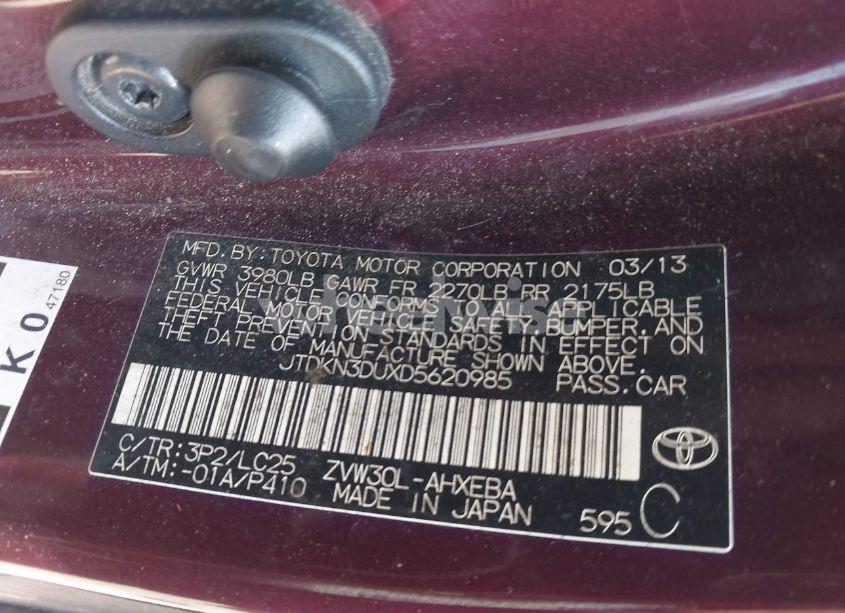 MFD. BY: TOYOTA MOTOR CORPORATION 03/13
GVWR 3980LB GAWR FR 2270LB RR 2175LB
THIS VEHICLE CONFORMS TO ALL APPLICABLE
FEDERAL MOTOR VEHICLE SAFETY, BUMPER, AND
THEFT PREVENTION STANDARDS IN EFFECT ON
THE DATE OF MANUFACTURE SHOWN ABOVE.
JTDKN3DUXD5620985 PASS.CAR
C/TR:3P2/LC25 ZVW30L-AHXEBA
A/TM:-01A/P410 MADE IN JAPAN 595 C
K0
47180